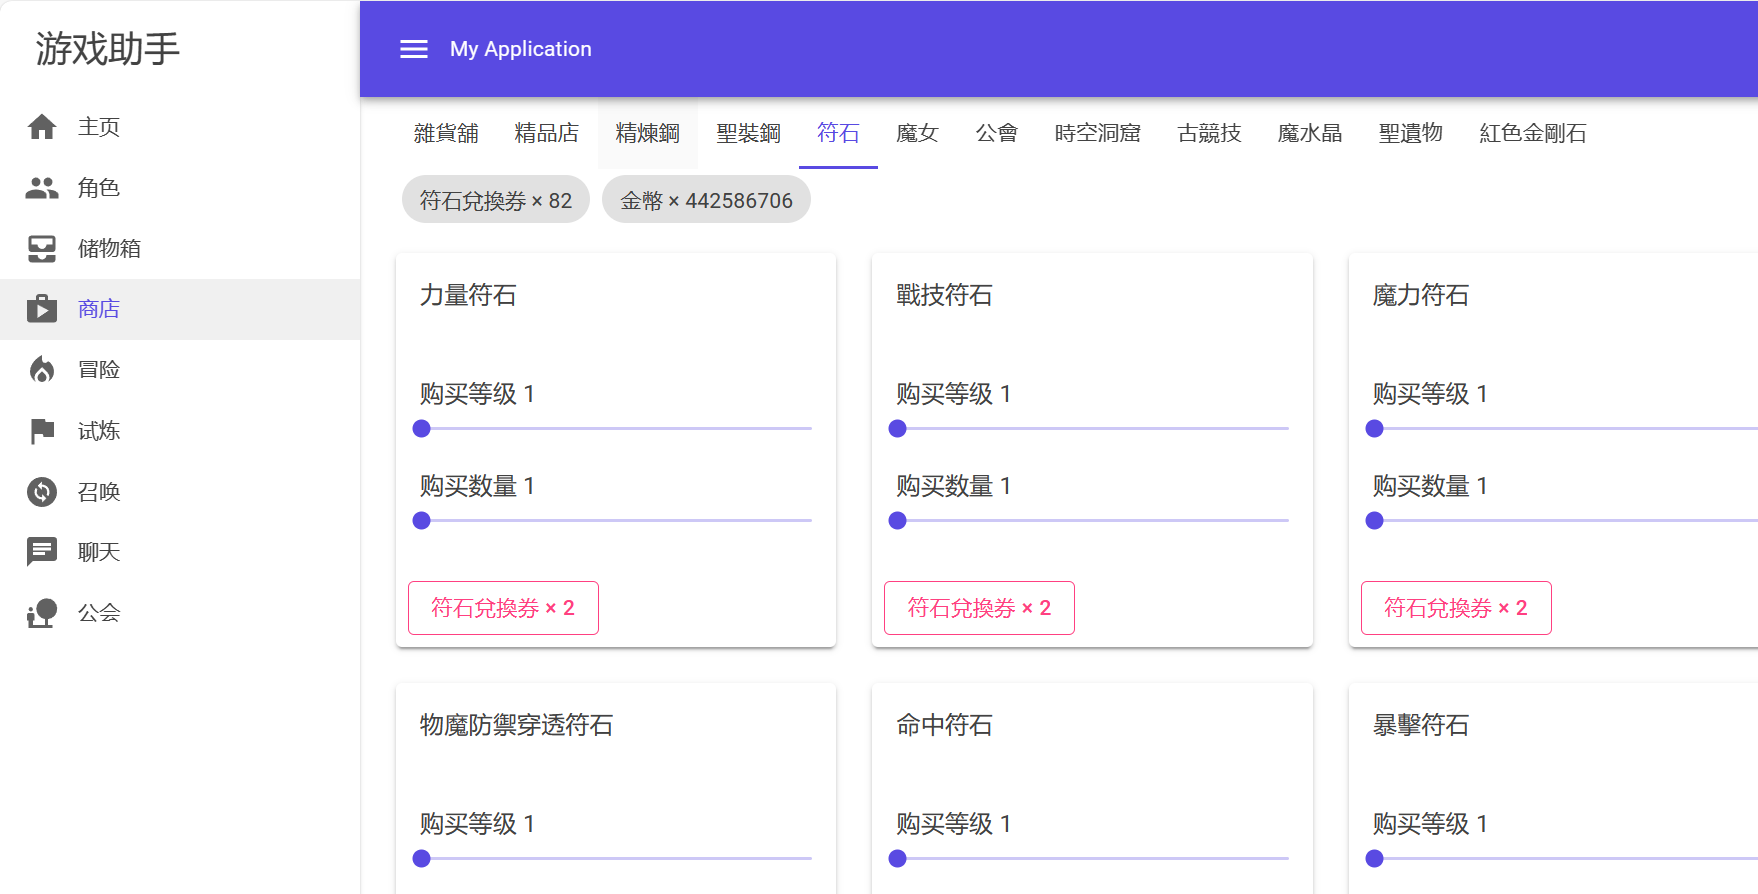 游戏助手
主页
角色
储物箱
商店
冒险
试炼
召唤
聊天
公会
My Application
雜貨舖 精品店 精煉鋼 聖裝鋼 符石 魔女 公會 時空洞窟 古競技 魔水晶 聖遺物 紅色金剛石
符石兌換券 × 82 金幣 × 442586706
力量符石
购买等级 1
购买数量 1
符石兌換券 × 2
戰技符石
购买等级 1
购买数量 1
符石兌換券 × 2
魔力符石
购买等级 1
购买数量 1
符石兌換券 × 2
物魔防禦穿透符石
购买等级 1
命中符石
购买等级 1
暴擊符石
购买等级 1